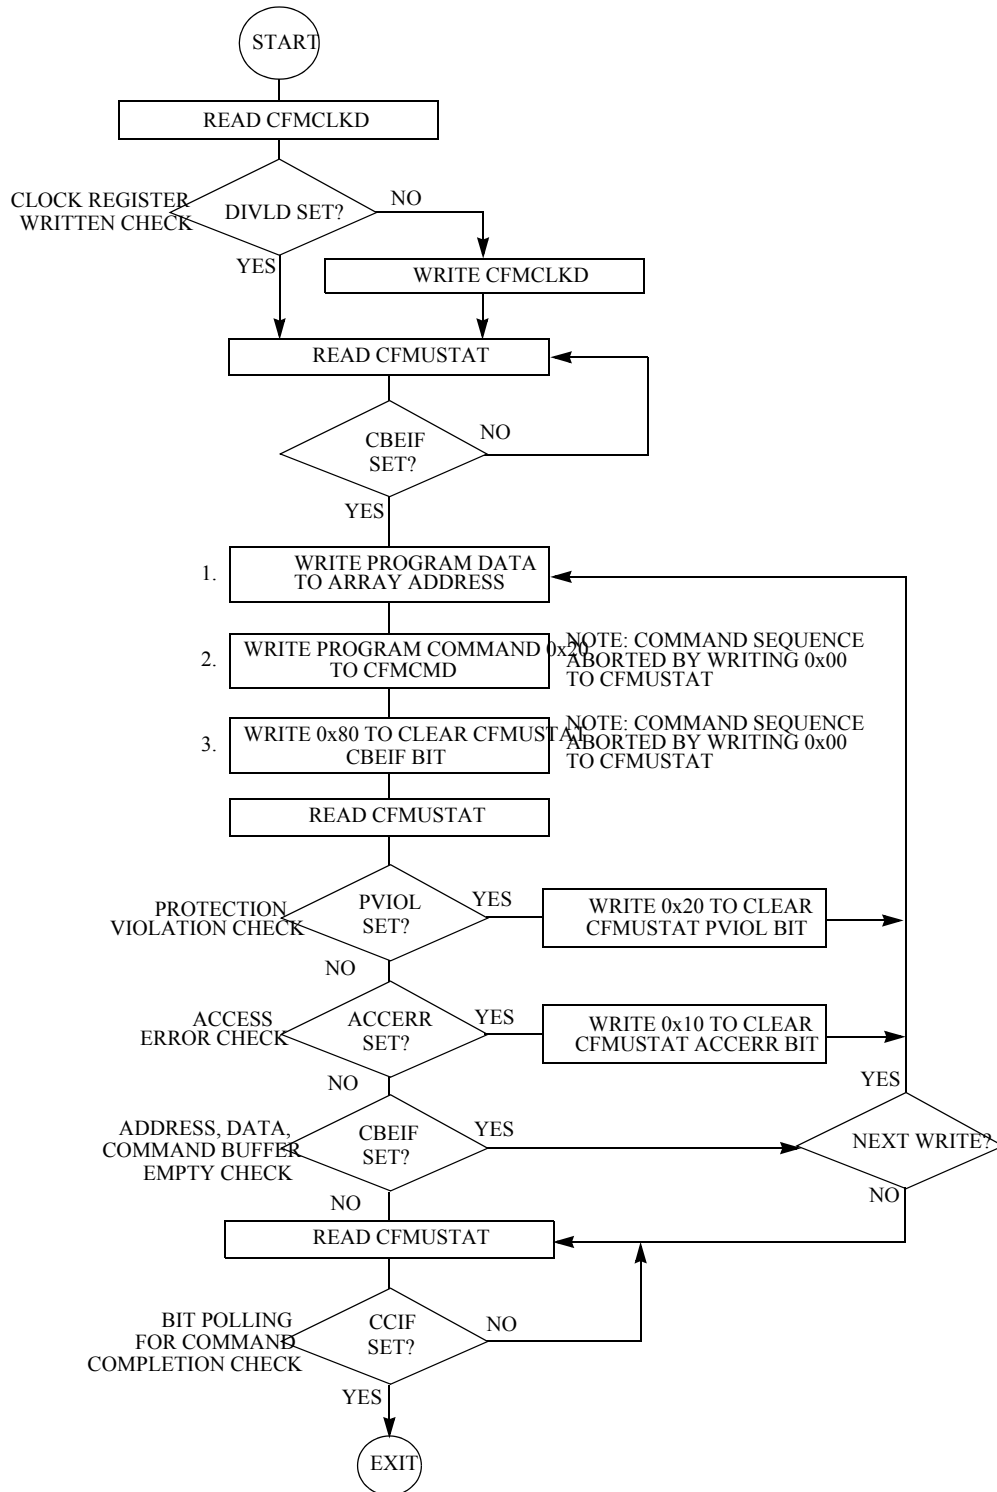 START
READ CFMCLKD
CLOCK REGISTER
WRITTEN CHECK
DIVLD SET?
NO
YES
WRITE CFMCLKD
READ CFMUSTAT
CBEIF
SET?
NO
YES
1.
WRITE PROGRAM DATA
TO ARRAY ADDRESS
2.
WRITE PROGRAM COMMAND 0x20
TO CFMCMD
NOTE: COMMAND SEQUENCE
ABORTED BY WRITING 0x00
TO CFMUSTAT
3.
WRITE 0x80 TO CLEAR CFMUSTAT
CBEIF BIT
NOTE: COMMAND SEQUENCE
ABORTED BY WRITING 0x00
TO CFMUSTAT
READ CFMUSTAT
PROTECTION
VIOLATION CHECK
PVIOL
SET?
YES
WRITE 0x20 TO CLEAR
CFMUSTAT PVIOL BIT
NO
ACCESS
ERROR CHECK
ACCERR
SET?
YES
WRITE 0x10 TO CLEAR
CFMUSTAT ACCERR BIT
NO
YES
ADDRESS, DATA,
COMMAND BUFFER
EMPTY CHECK
CBEIF
SET?
YES
NEXT WRITE?
NO
NO
READ CFMUSTAT
BIT POLLING
FOR COMMAND
COMPLETION CHECK
CCIF
SET?
NO
YES
EXIT